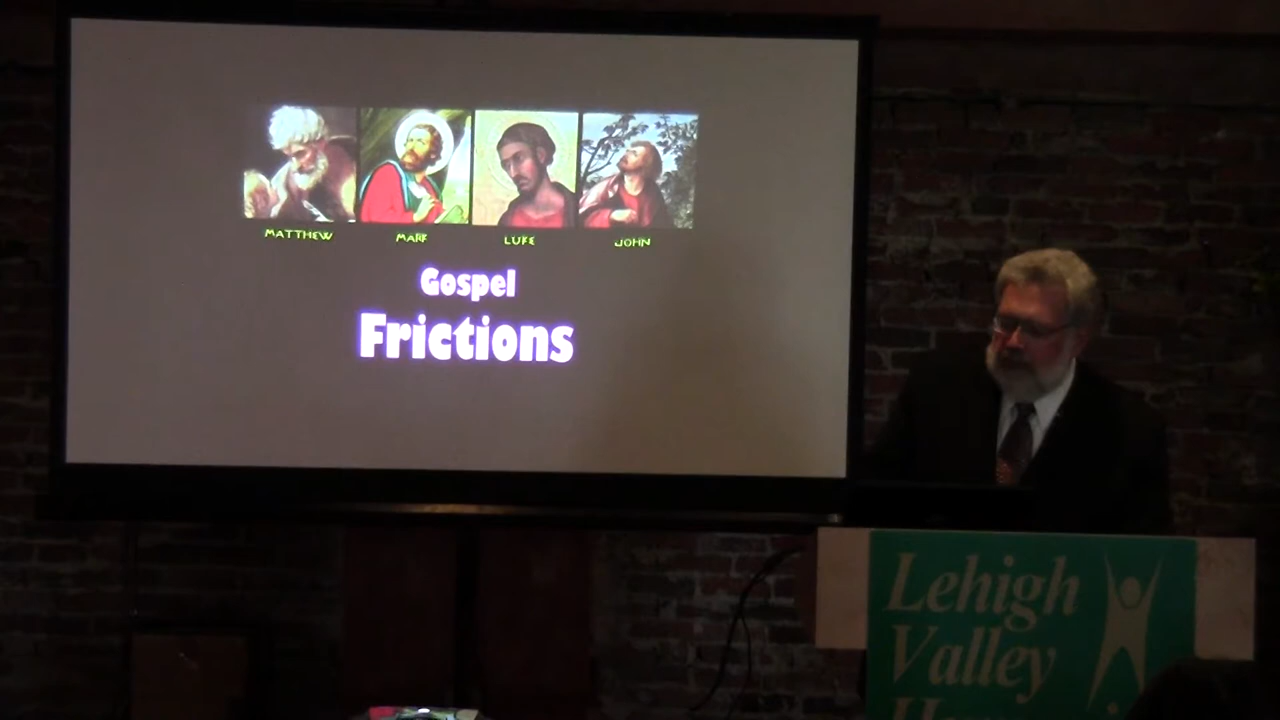 MATTHEW MARK LUKE JOHN
Gospel
Frictions
Lehigh
Valley